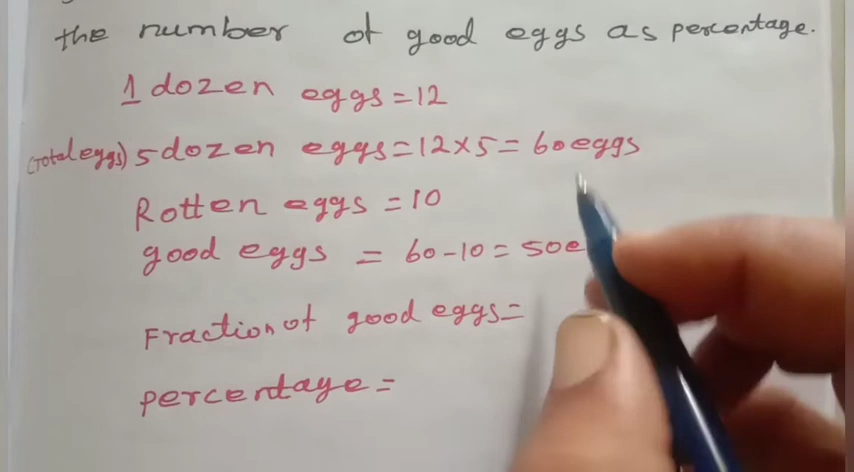 the number of good eggs as percentage.
1 dozen eggs = 12
(Total eggs) 5 dozen eggs = 12 × 5 = 60 eggs
Rotten eggs = 10
good eggs = 60 - 10 = 50 e
Fraction of good eggs =
percentage =